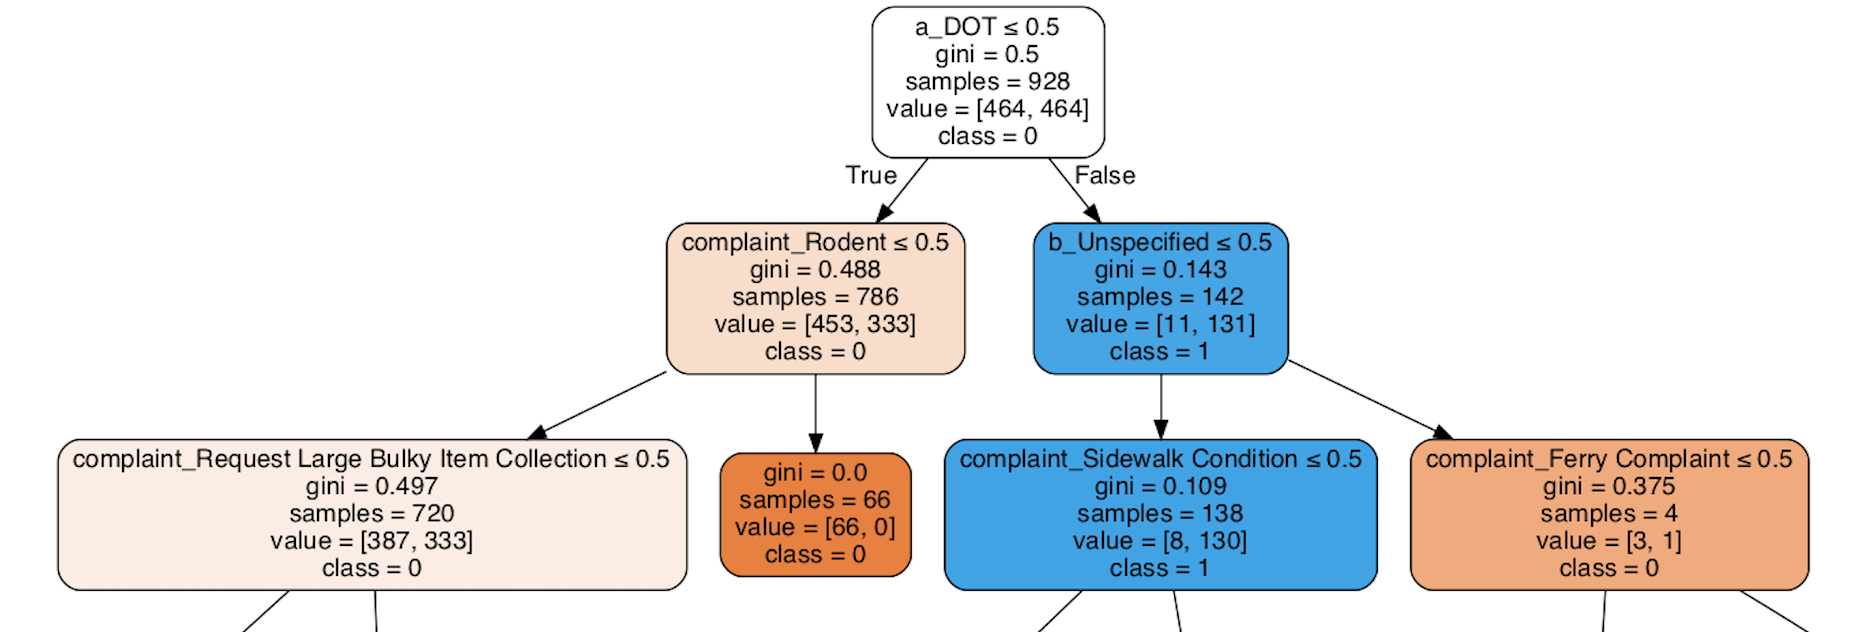 a_DOT ≤ 0.5
gini = 0.5
samples = 928
value = [464, 464]
class = 0
True
False
complaint_Rodent ≤ 0.5
gini = 0.488
samples = 786
value = [453, 333]
class = 0
b_Unspecified ≤ 0.5
gini = 0.143
samples = 142
value = [11, 131]
class = 1
complaint_Request Large Bulky Item Collection ≤ 0.5
gini = 0.497
samples = 720
value = [387, 333]
class = 0
gini = 0.0
samples = 66
value = [66, 0]
class = 0
complaint_Sidewalk Condition ≤ 0.5
gini = 0.109
samples = 138
value = [8, 130]
class = 1
complaint_Ferry Complaint ≤ 0.5
gini = 0.375
samples = 4
value = [3, 1]
class = 0